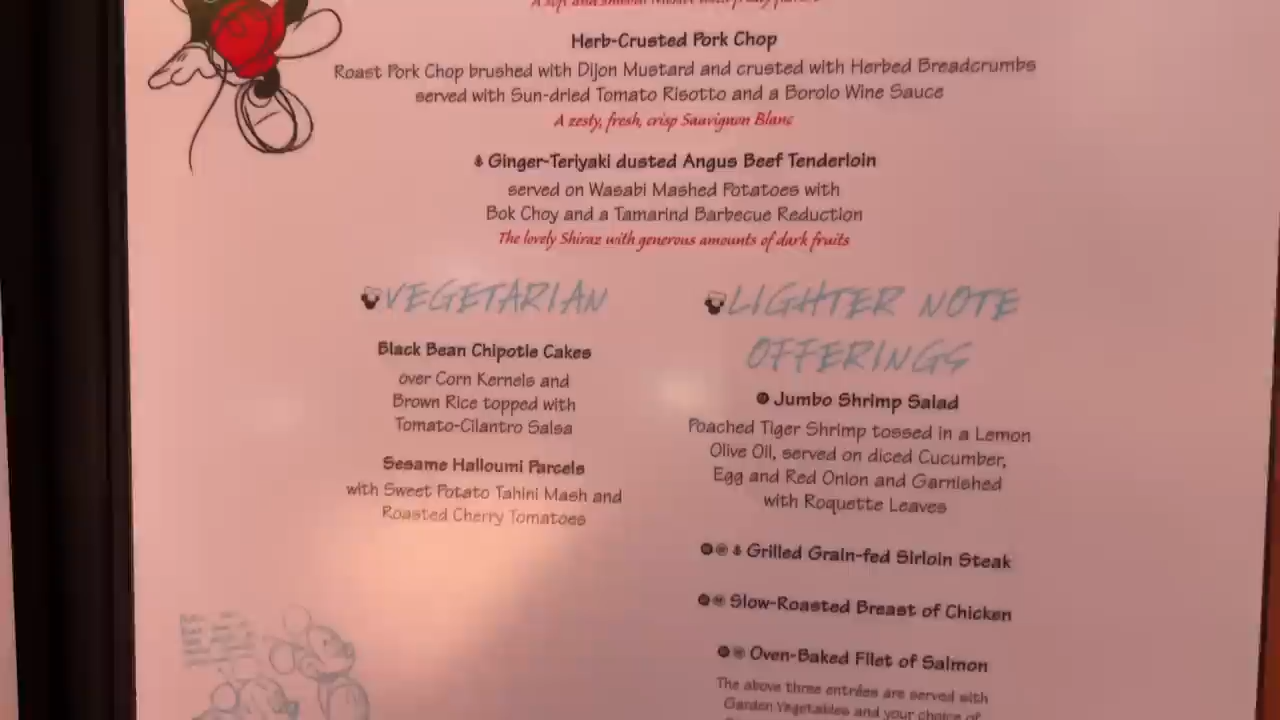 Herb-Crusted Pork Chop
Roast Pork Chop brushed with Dijon Mustard and crusted with Herbed Breadcrumbs
served with Sun-dried Tomato Risotto and a Borolo Wine Sauce
A zesty, fresh, crisp Sauvignon Blanc
Ginger-Teriyaki dusted Angus Beef Tenderloin
served on Wasabi Mashed Potatoes with
Bok Choy and a Tamarind Barbecue Reduction
The lovely Shiraz with generous amounts of dark fruits
VEGETARIAN
Black Bean Chipotle Cakes
over Corn Kernels and
Brown Rice topped with
Tomato-Cilantro Salsa
Sesame Halloumi Parcels
with Sweet Potato Tahini Mash and
Roasted Cherry Tomatoes
LIGHTER NOTE
OFFERINGS
Jumbo Shrimp Salad
Poached Tiger Shrimp tossed in a Lemon
Olive Oil, served on diced Cucumber,
Egg and Red Onion and Garnished
with Roquette Leaves
Grilled Grain-fed Sirloin Steak
Slow-Roasted Breast of Chicken
Oven-Baked Filet of Salmon
The above three entrées are served with
Garden Vegetables and your choice of